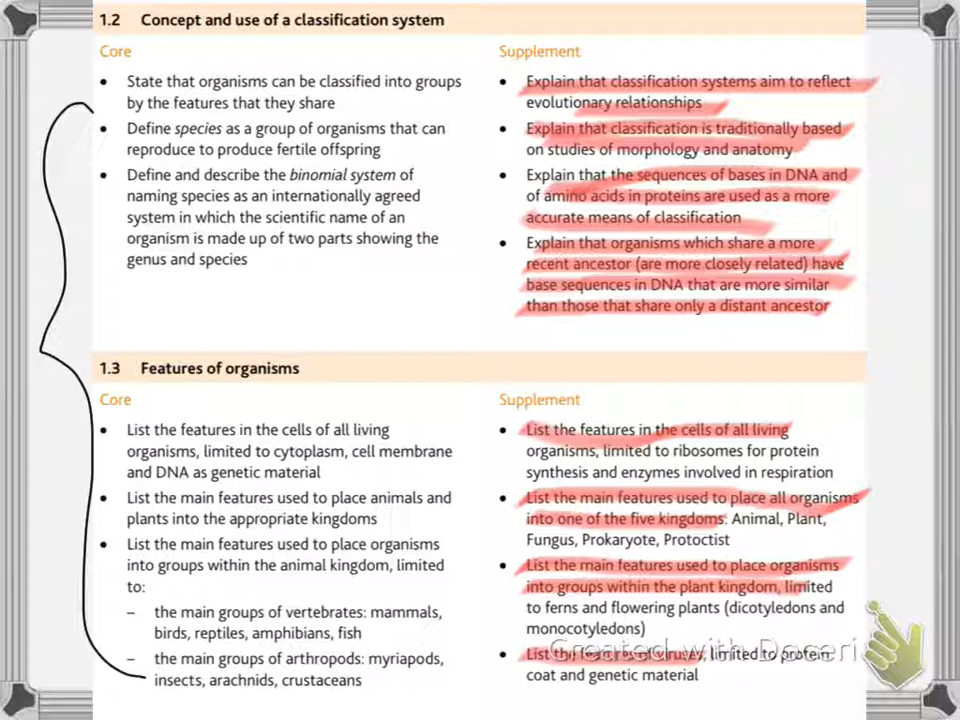 1.2 Concept and use of a classification system
Core
• State that organisms can be classified into groups
by the features that they share
• Define species as a group of organisms that can
reproduce to produce fertile offspring
• Define and describe the binomial system of
naming species as an internationally agreed
system in which the scientific name of an
organism is made up of two parts showing the
genus and species
Supplement
• Explain that classification systems aim to reflect
evolutionary relationships
• Explain that classification is traditionally based
on studies of morphology and anatomy
• Explain that the sequences of bases in DNA and
of amino acids in proteins are used as a more
accurate means of classification
• Explain that organisms which share a more
recent ancestor (are more closely related) have
base sequences in DNA that are more similar
than those that share only a distant ancestor
1.3 Features of organisms
Core
• List the features in the cells of all living
organisms, limited to cytoplasm, cell membrane
and DNA as genetic material
• List the main features used to place animals and
plants into the appropriate kingdoms
• List the main features used to place organisms
into groups within the animal kingdom, limited
to:
– the main groups of vertebrates: mammals,
birds, reptiles, amphibians, fish
– the main groups of arthropods: myriapods,
insects, arachnids, crustaceans
Supplement
• List the features in the cells of all living
organisms, limited to ribosomes for protein
synthesis and enzymes involved in respiration
• List the main features used to place all organisms
into one of the five kingdoms: Animal, Plant,
Fungus, Prokaryote, Protoctist
• List the main features used to place organisms
into groups within the plant kingdom, limited
to ferns and flowering plants (dicotyledons and
monocotyledons)
• List the features of viruses, limited to protein
coat and genetic material
Created with Doceri